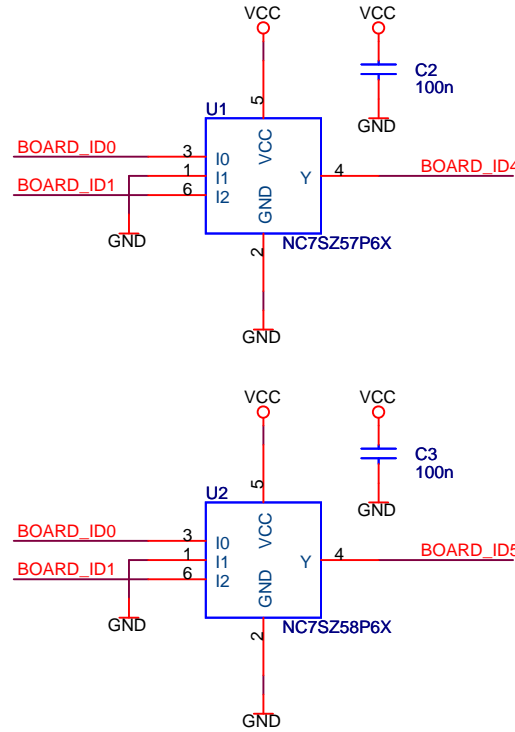 VCC
VCC
C2
100n
GND
U1
5
BOARD_ID0
3
I0
VCC
1
I1
Y
4
BOARD_ID4
BOARD_ID1
6
I2
GND
GND
2
NC7SZ57P6X
GND
VCC
VCC
C3
100n
GND
U2
5
BOARD_ID0
3
I0
VCC
1
I1
Y
4
BOARD_ID5
BOARD_ID1
6
I2
GND
GND
2
NC7SZ58P6X
GND